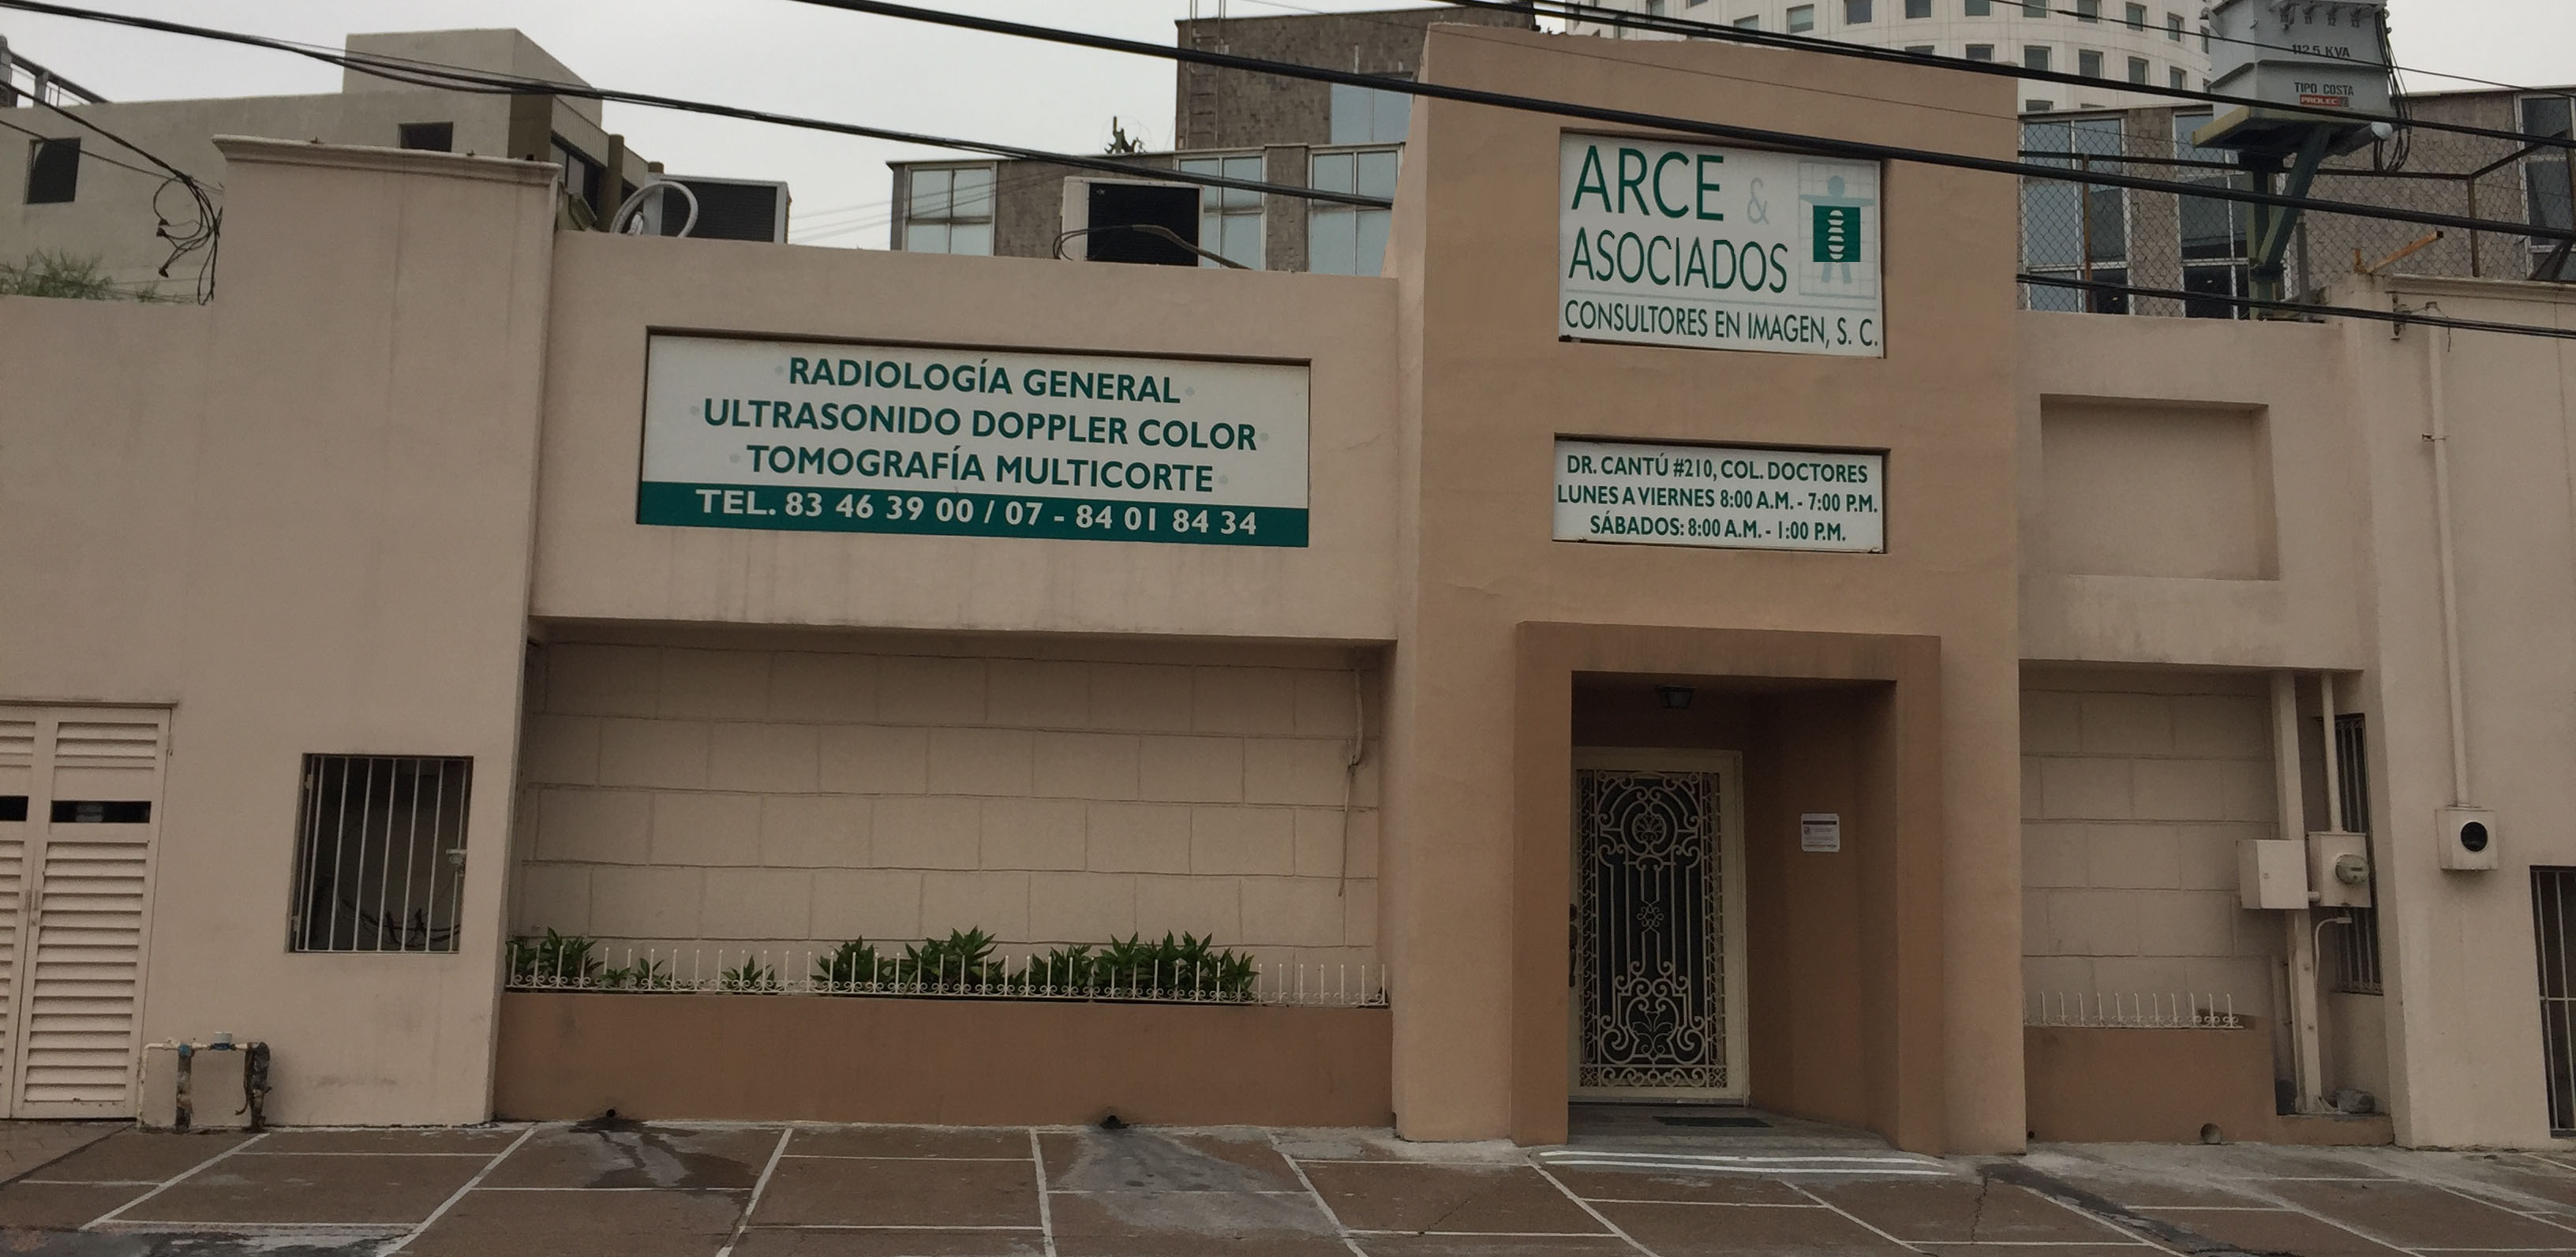 RADIOLOGÍA GENERAL
ULTRASONIDO DOPPLER COLOR
TOMOGRAFÍA MULTICORTE
TEL. 83 46 39 00 / 07 - 84 01 84 34
ARCE &
ASOCIADOS
CONSULTORES EN IMAGEN, S. C.
DR. CANTÚ #210, COL. DOCTORES
LUNES A VIERNES 8:00 A.M. - 7:00 P.M.
SÁBADOS: 8:00 A.M. - 1:00 P.M.
112.5 KVA
TIPO COSTA
PROLEC